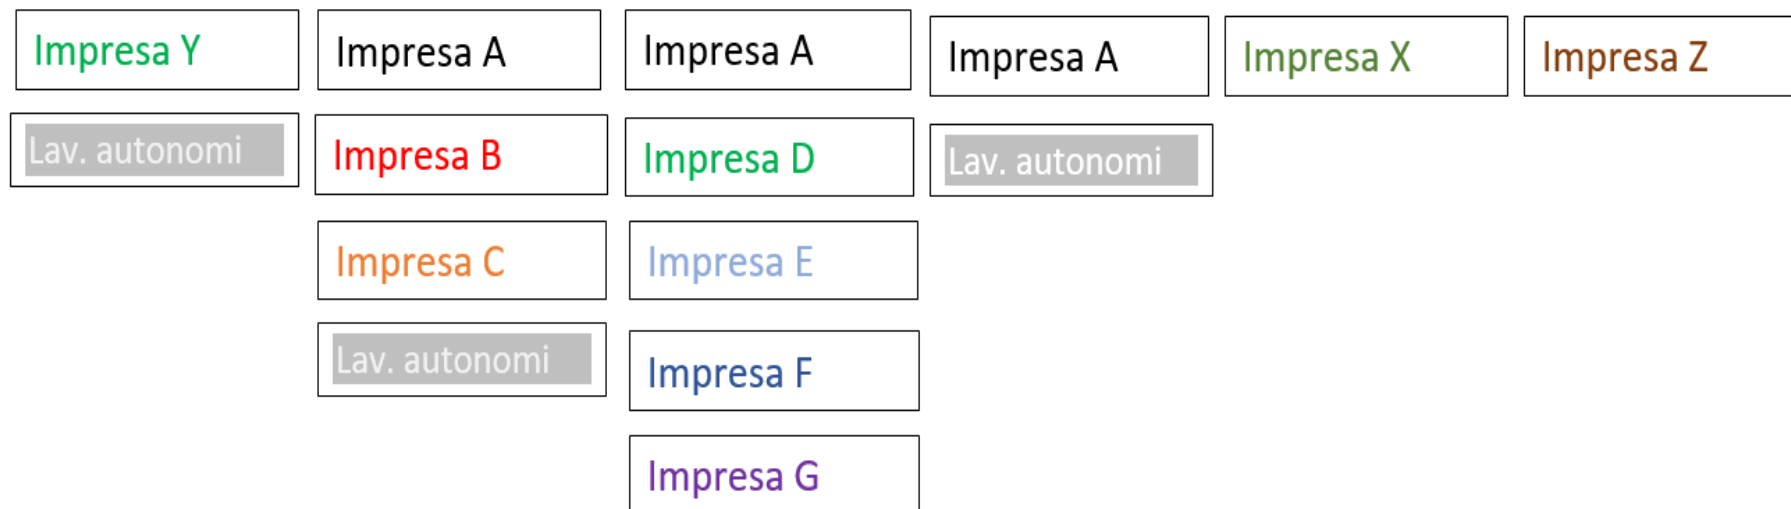 Impresa Y
Impresa A
Impresa A
Impresa A
Impresa X
Impresa Z
Lav. autonomi
Impresa B
Impresa D
Lav. autonomi
Impresa C
Impresa E
Lav. autonomi
Impresa F
Impresa G